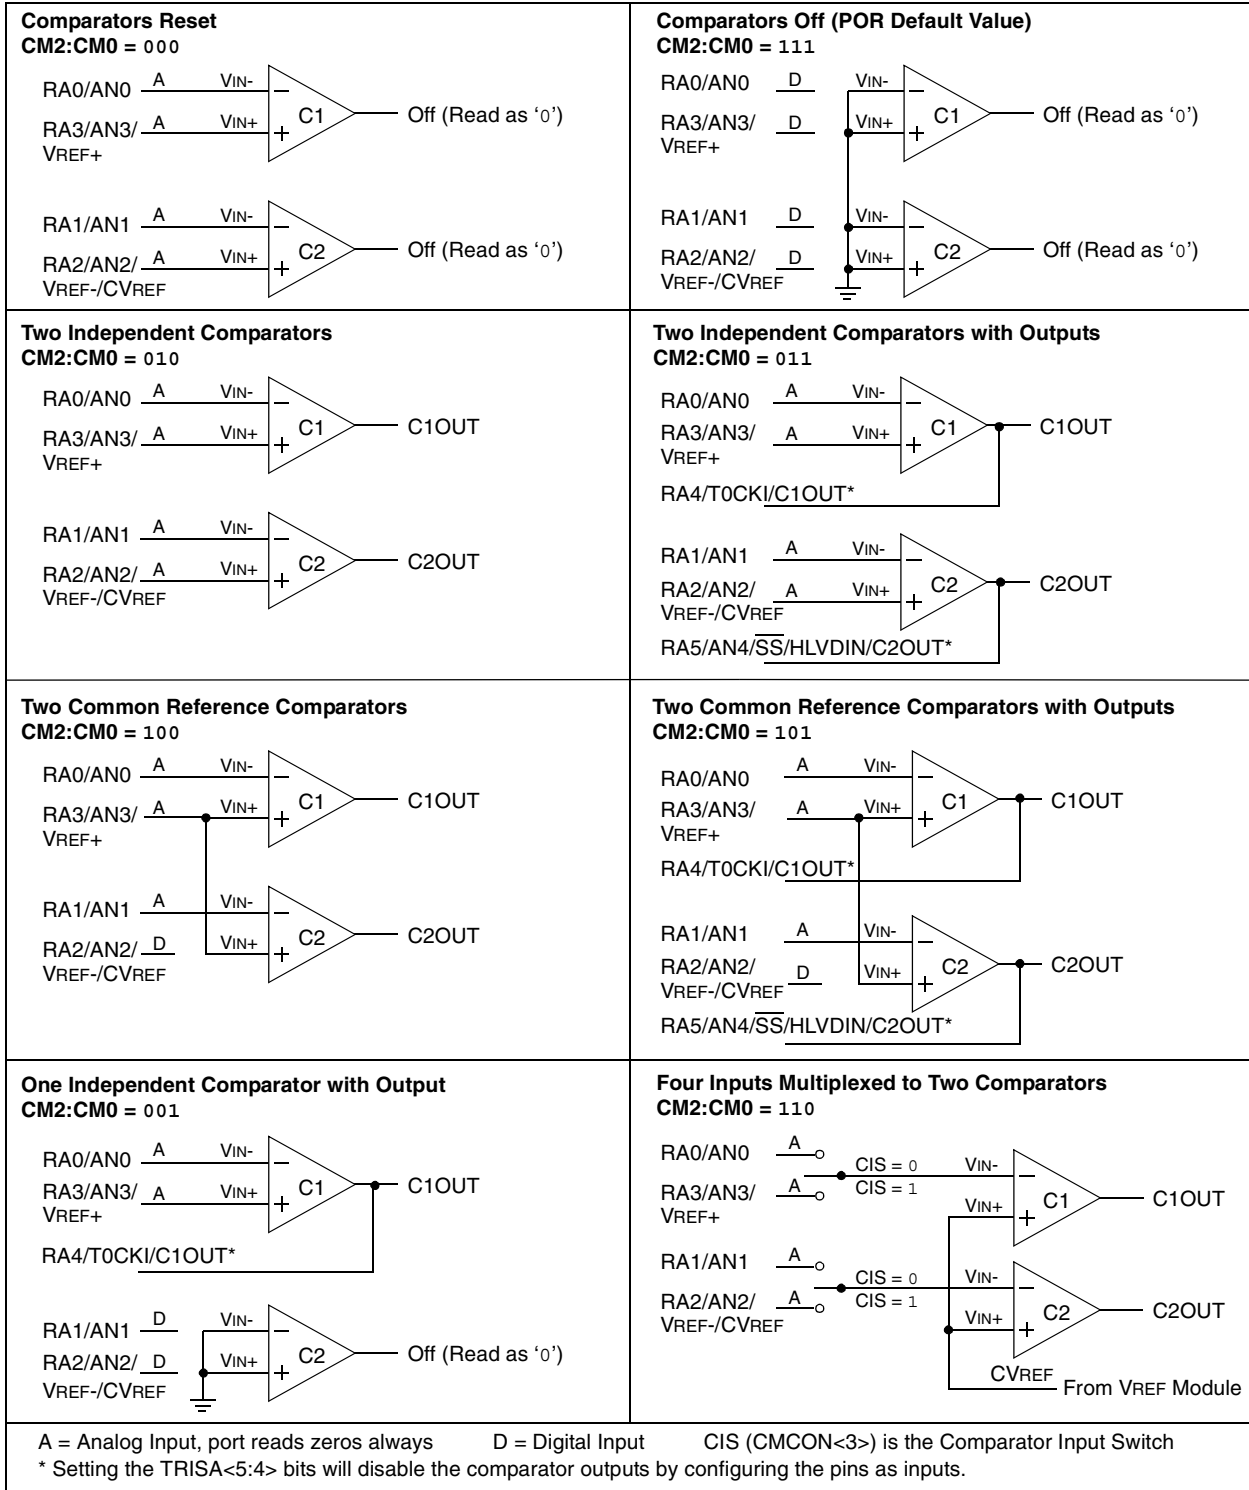 Comparators Reset
CM2:CM0 = 000
RA0/AN0 A VIN-
C1 Off (Read as ‘0’)
RA3/AN3/ A VIN+
VREF+
RA1/AN1 A VIN-
C2 Off (Read as ‘0’)
RA2/AN2/ A VIN+
VREF-/CVREF
Comparators Off (POR Default Value)
CM2:CM0 = 111
RA0/AN0 D VIN-
C1 Off (Read as ‘0’)
RA3/AN3/ D VIN+
VREF+
RA1/AN1 D VIN-
C2 Off (Read as ‘0’)
RA2/AN2/ D VIN+
VREF-/CVREF
Two Independent Comparators
CM2:CM0 = 010
RA0/AN0 A VIN-
C1 C1OUT
RA3/AN3/ A VIN+
VREF+
RA1/AN1 A VIN-
C2 C2OUT
RA2/AN2/ A VIN+
VREF-/CVREF
Two Independent Comparators with Outputs
CM2:CM0 = 011
RA0/AN0 A VIN-
C1 C1OUT
RA3/AN3/ A VIN+
VREF+
RA4/T0CKI/C1OUT*
RA1/AN1 A VIN-
C2 C2OUT
RA2/AN2/ A VIN+
VREF-/CVREF
RA5/AN4/SS/HLVDIN/C2OUT*
Two Common Reference Comparators
CM2:CM0 = 100
RA0/AN0 A VIN-
C1 C1OUT
RA3/AN3/ A VIN+
VREF+
RA1/AN1 A VIN-
C2 C2OUT
RA2/AN2/ D VIN+
VREF-/CVREF
Two Common Reference Comparators with Outputs
CM2:CM0 = 101
RA0/AN0 A VIN-
C1 C1OUT
RA3/AN3/ A VIN+
VREF+
RA4/T0CKI/C1OUT*
RA1/AN1 A VIN-
C2 C2OUT
RA2/AN2/ D VIN+
VREF-/CVREF
RA5/AN4/SS/HLVDIN/C2OUT*
One Independent Comparator with Output
CM2:CM0 = 001
RA0/AN0 A VIN-
C1 C1OUT
RA3/AN3/ A VIN+
VREF+
RA4/T0CKI/C1OUT*
RA1/AN1 D VIN-
C2 Off (Read as ‘0’)
RA2/AN2/ D VIN+
VREF-/CVREF
Four Inputs Multiplexed to Two Comparators
CM2:CM0 = 110
RA0/AN0 A CIS = 0 VIN-
RA3/AN3/ A CIS = 1 C1 C1OUT
VREF+ VIN+
RA1/AN1 A CIS = 0 VIN-
RA2/AN2/ A CIS = 1 C2 C2OUT
VREF-/CVREF VIN+
CVREF
From VREF Module
A = Analog Input, port reads zeros always D = Digital Input CIS (CMCON<3>) is the Comparator Input Switch
* Setting the TRISA<5:4> bits will disable the comparator outputs by configuring the pins as inputs.